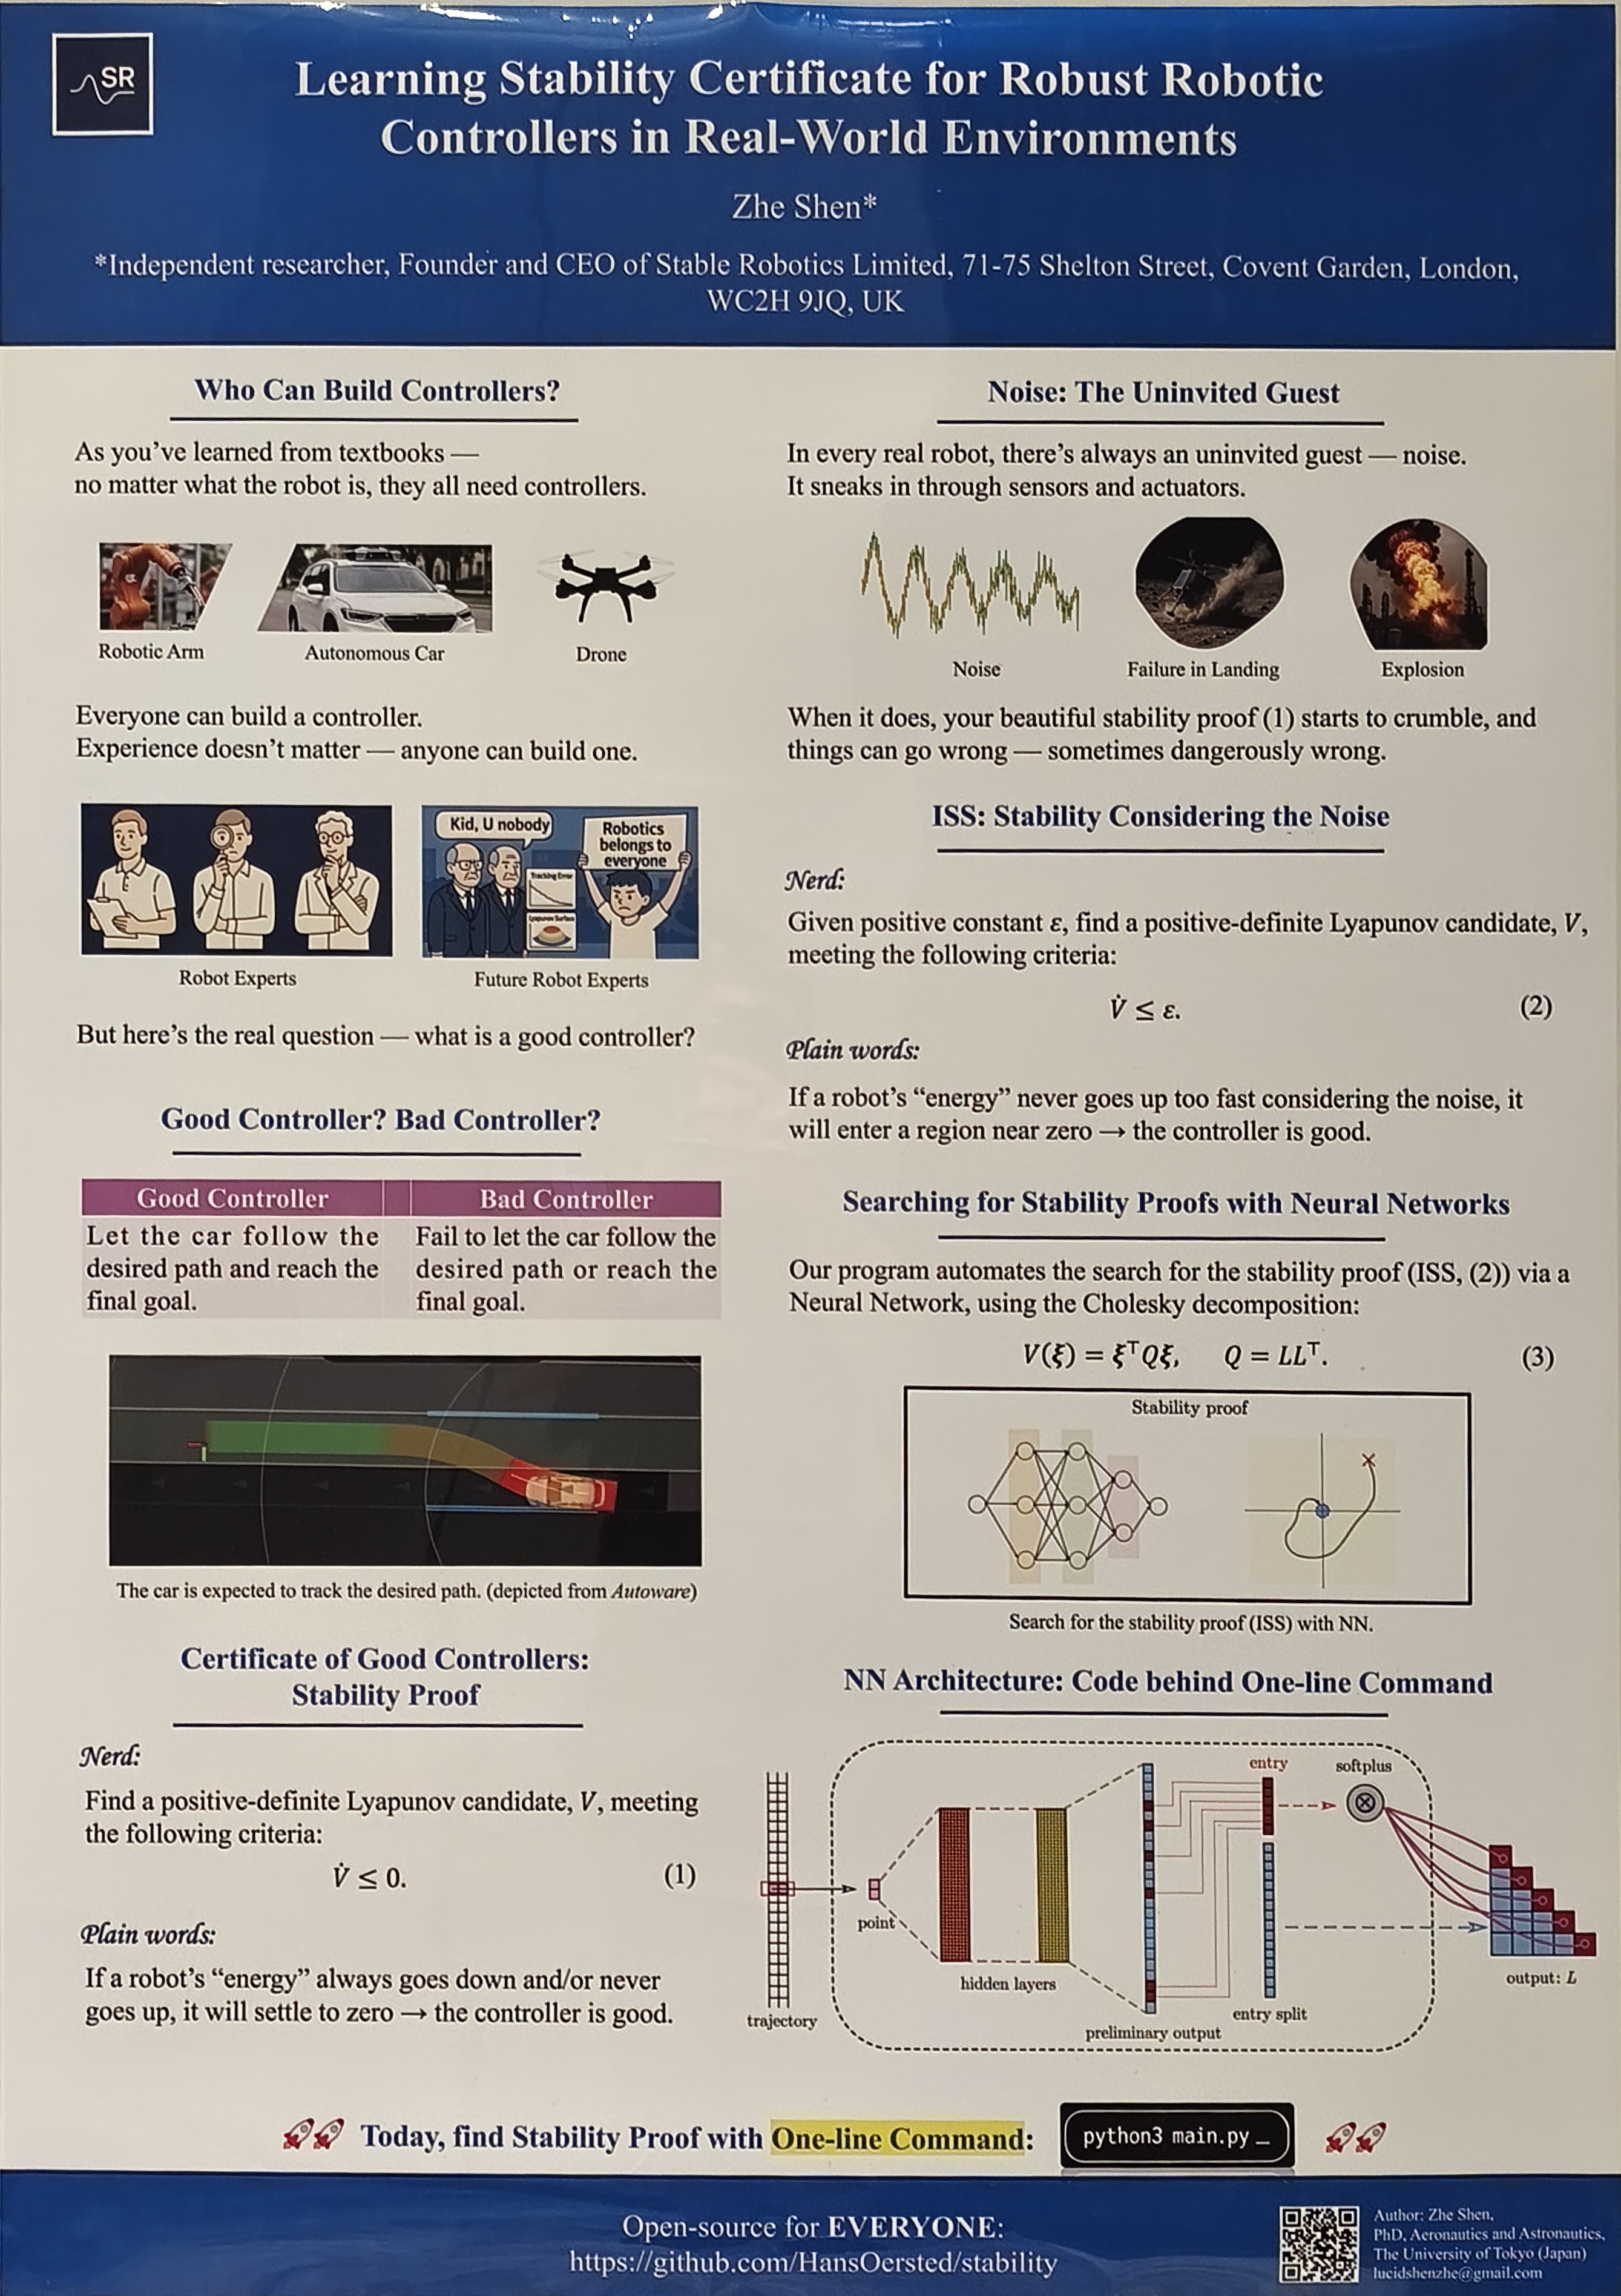 SR
Learning Stability Certificate for Robust Robotic
Controllers in Real-World Environments
Zhe Shen*
*Independent researcher, Founder and CEO of Stable Robotics Limited, 71-75 Shelton Street, Covent Garden, London,
WC2H 9JQ, UK
Who Can Build Controllers?
As you've learned from textbooks —
no matter what the robot is, they all need controllers.
Robotic Arm
Autonomous Car
Drone
Everyone can build a controller.
Experience doesn't matter — anyone can build one.
Kid, U nobody
Robotics
belongs to
everyone
Tracking Error
Lyapunov Surface
Robot Experts
Future Robot Experts
But here's the real question — what is a good controller?
Good Controller? Bad Controller?
Good Controller
Bad Controller
Let the car follow the
desired path and reach the
final goal.
Fail to let the car follow the
desired path or reach the
final goal.
The car is expected to track the desired path. (depicted from Autoware)
Certificate of Good Controllers:
Stability Proof
Nerd:
Find a positive-definite Lyapunov candidate, V, meeting
the following criteria:
V̇ ≤ 0. (1)
Plain words:
If a robot's “energy” always goes down and/or never
goes up, it will settle to zero → the controller is good.
Noise: The Uninvited Guest
In every real robot, there's always an uninvited guest — noise.
It sneaks in through sensors and actuators.
Noise
Failure in Landing
Explosion
When it does, your beautiful stability proof (1) starts to crumble, and
things can go wrong — sometimes dangerously wrong.
ISS: Stability Considering the Noise
Nerd:
Given positive constant ε, find a positive-definite Lyapunov candidate, V,
meeting the following criteria:
V̇ ≤ ε. (2)
Plain words:
If a robot's “energy” never goes up too fast considering the noise, it
will enter a region near zero → the controller is good.
Searching for Stability Proofs with Neural Networks
Our program automates the search for the stability proof (ISS, (2)) via a
Neural Network, using the Cholesky decomposition:
V(ξ) = ξ⊤Qξ, Q = LL⊤. (3)
Stability proof
Search for the stability proof (ISS) with NN.
NN Architecture: Code behind One-line Command
entry
softplus
point
hidden layers
output: L
entry split
trajectory
preliminary output
🚀🚀 Today, find Stability Proof with One-line Command: python3 main.py _ 🚀🚀
Open-source for EVERYONE:
https://github.com/HansOersted/stability
Author: Zhe Shen,
PhD, Aeronautics and Astronautics,
The University of Tokyo (Japan)
lucidshenzhe@gmail.com